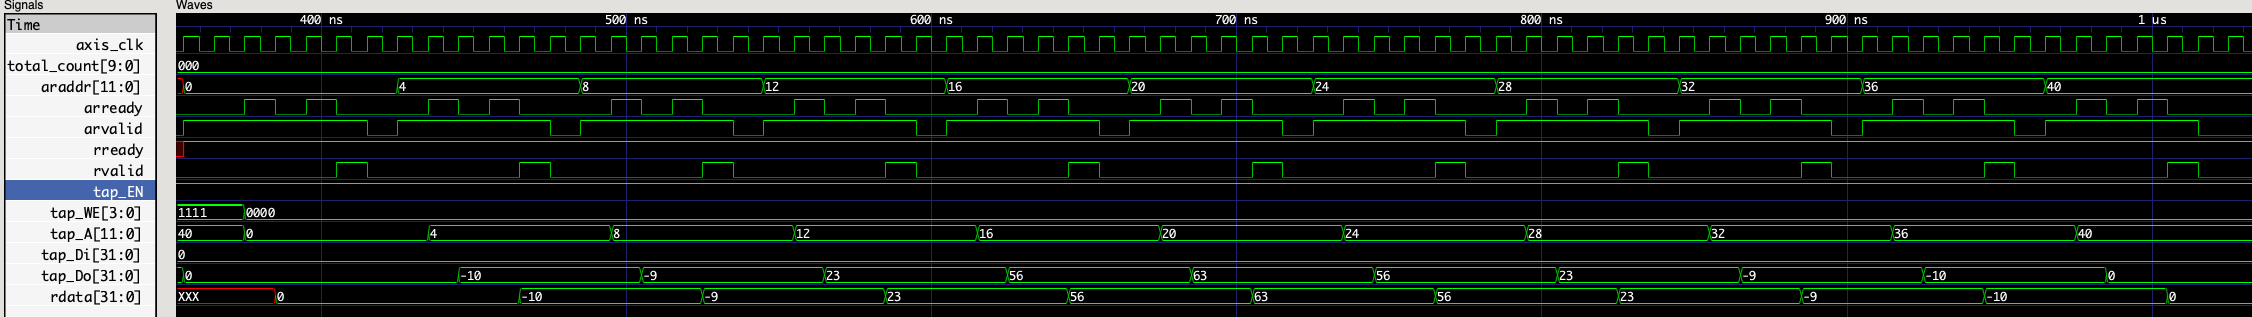 Signals Waves
Time 400 ns 500 ns 600 ns 700 ns 800 ns 900 ns 1 us
axis_clk
total_count[9:0] 000
araddr[11:0] 0 4 8 12 16 20 24 28 32 36 40
arready
arvalid
rready
rvalid
tap_EN
tap_WE[3:0] 1111 0000
tap_A[11:0] 40 0 4 8 12 16 20 24 28 32 36 40
tap_Di[31:0] 0
tap_Do[31:0] 0 -10 -9 23 56 63 56 23 -9 -10 0
rdata[31:0] XXX 0 -10 -9 23 56 63 56 23 -9 -10 0